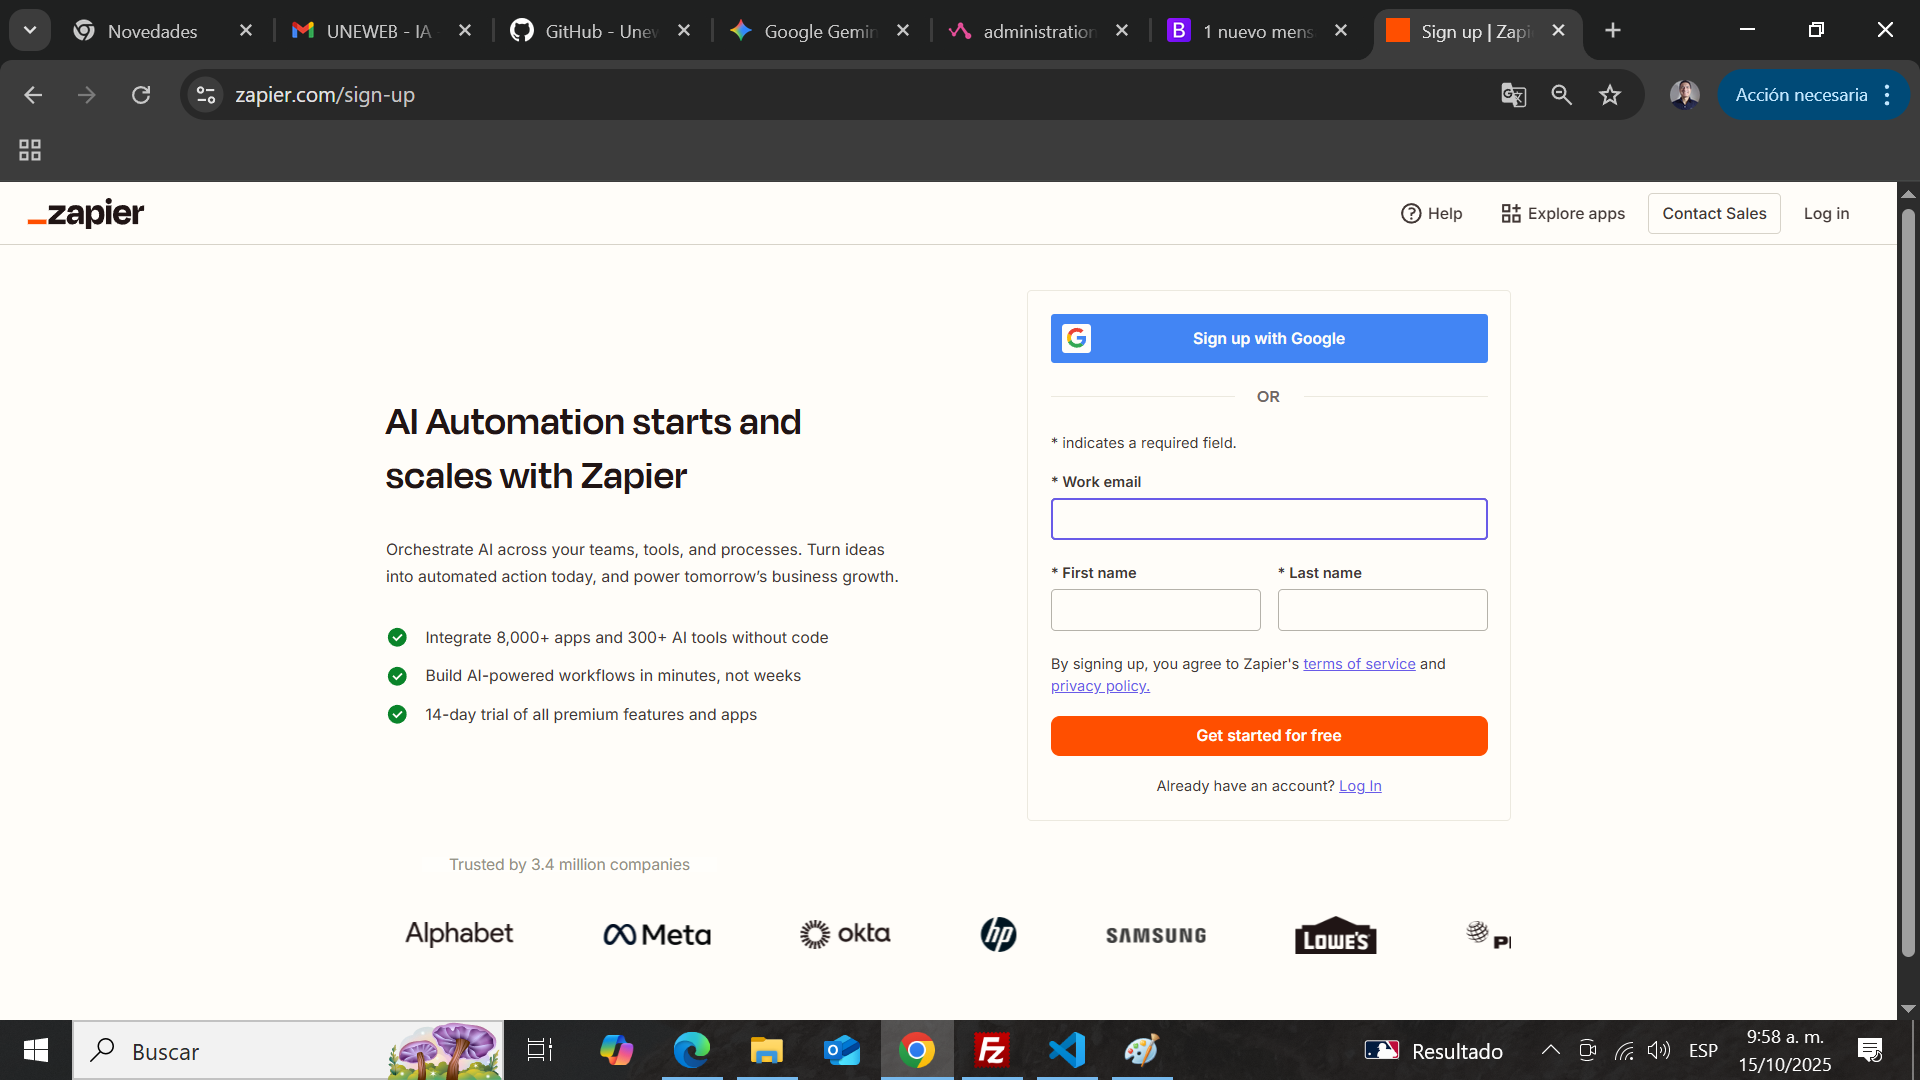 Novedades
UNEWEB - IA
GitHub - Unew
Google Gemin
administration
B 1 nuevo mens
Sign up | Zapi
zapier.com/sign-up
Acción necesaria
zapier
Help
Explore apps
Contact Sales
Log in
G Sign up with Google
OR
AI Automation starts and
scales with Zapier
* indicates a required field.
* Work email
Orchestrate AI across your teams, tools, and processes. Turn ideas
into automated action today, and power tomorrow’s business growth.
* First name
* Last name
Integrate 8,000+ apps and 300+ AI tools without code
Build AI-powered workflows in minutes, not weeks
14-day trial of all premium features and apps
By signing up, you agree to Zapier's terms of service and
privacy policy.
Get started for free
Already have an account? Log In
Trusted by 3.4 million companies
Alphabet
Meta
okta
hp
SAMSUNG
LOWE'S
Buscar
Resultado
ESP
9:58 a. m.
15/10/2025